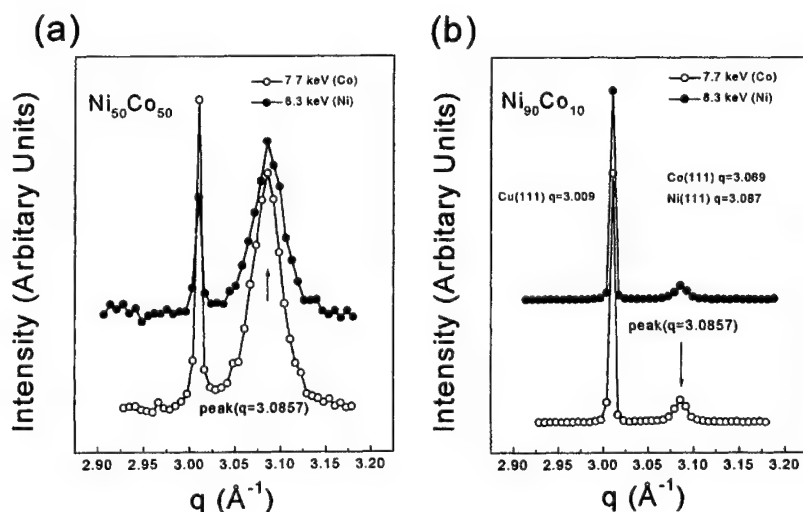 (a)
Ni50Co50
7.7 keV (Co)
8.3 keV (Ni)
peak(q=3.0857)
Intensity (Arbitary Units)
2.90 2.95 3.00 3.05 3.10 3.15 3.20
q (Å-1)
(b)
Ni90Co10
7.7 keV (Co)
8.3 keV (Ni)
Cu(111) q=3.009
Co(111) q=3.069
Ni(111) q=3.087
peak(q=3.0857)
Intensity (Arbitary Units)
2.90 2.95 3.00 3.05 3.10 3.15 3.20
q (Å-1)